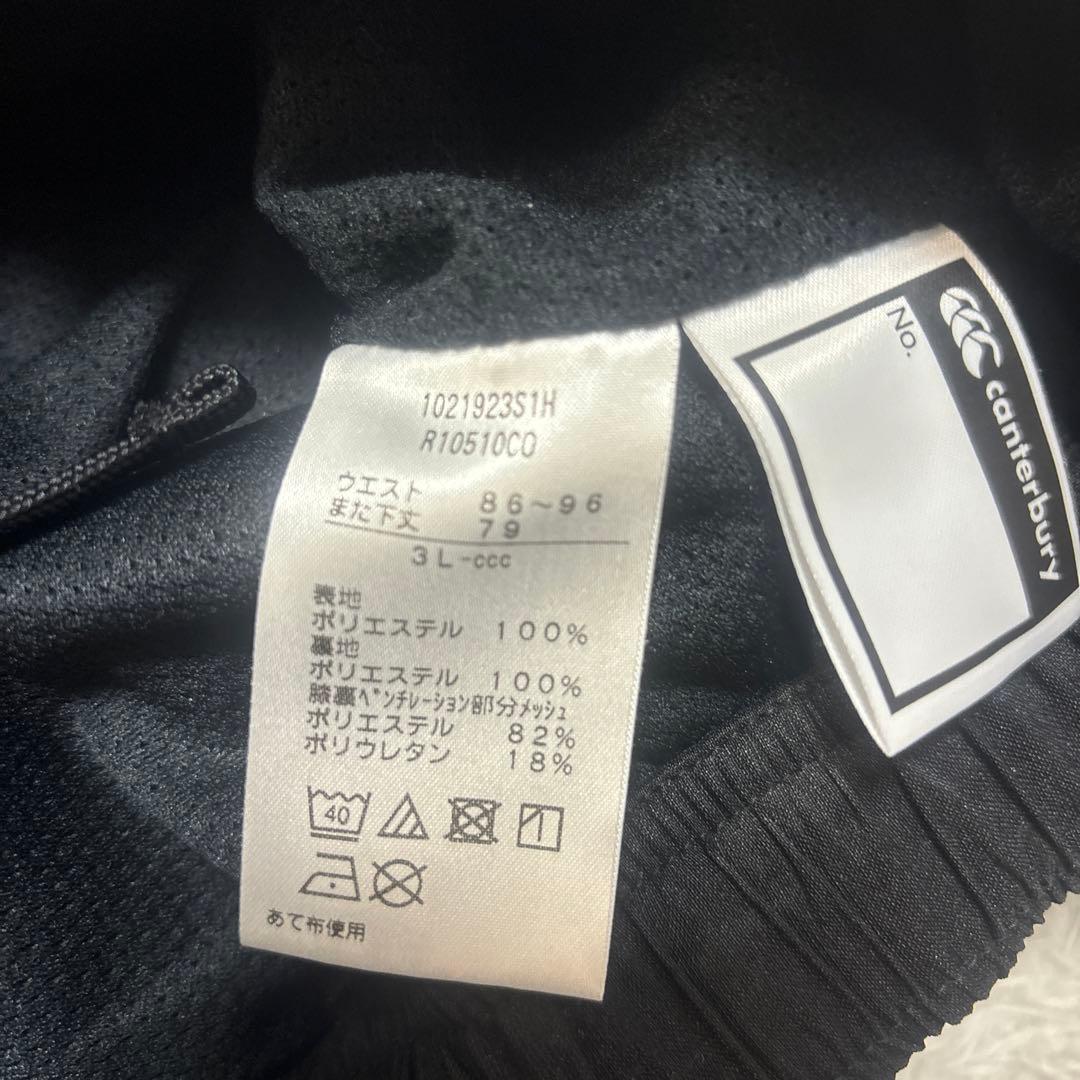 1021923S1H
R10510CO
ウエスト 86～96
また下丈 79
3L-ccc
表地
ポリエステル 100%
裏地
ポリエステル 100%
膝裏ベンチレーション部分メッシュ
ポリエステル 82%
ポリウレタン 18%
40
あて布使用
No.
canterbury